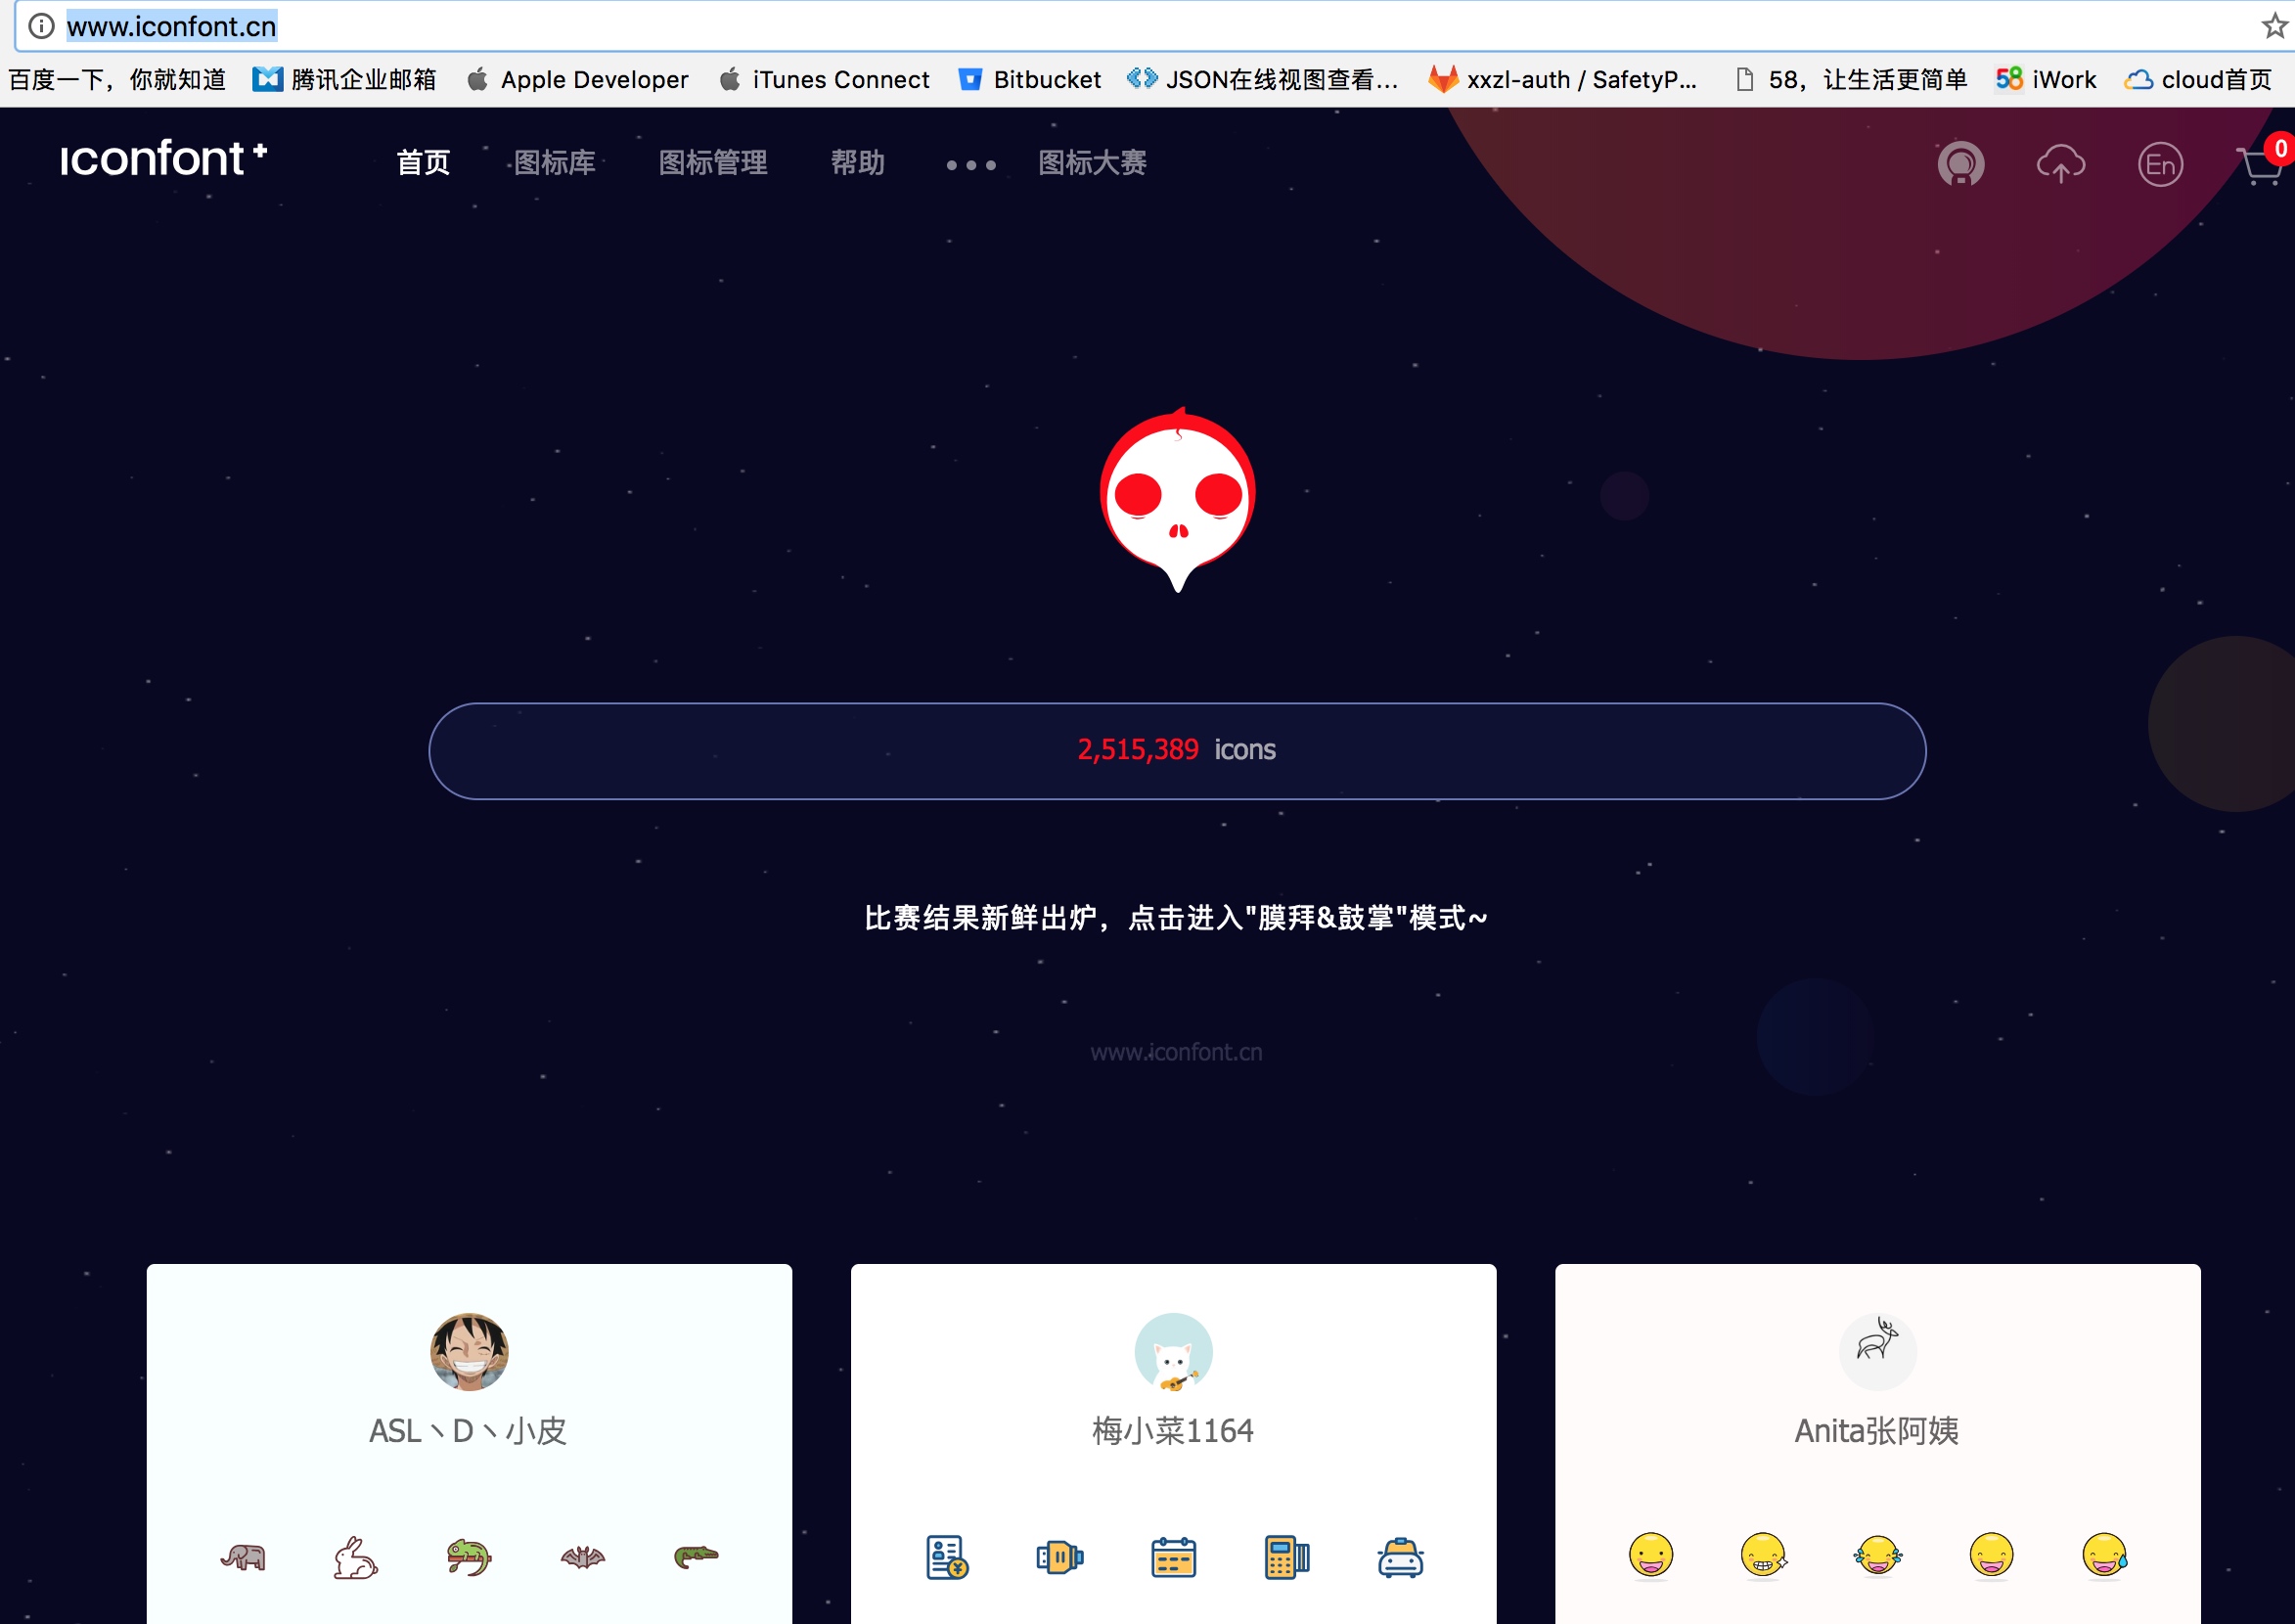 www.iconfont.cn
百度一下，你就知道 腾讯企业邮箱 Apple Developer iTunes Connect Bitbucket JSON在线视图查看... xxzl-auth / SafetyP... 58，让生活更简单 58 iWork cloud首页
iconfont+ 首页 图标库 图标管理 帮助 ••• 图标大赛 En 0
2,515,389 icons
比赛结果新鲜出炉，点击进入"膜拜&鼓掌"模式~
www.iconfont.cn
ASL丶D丶小皮 梅小菜1164 Anita张阿姨
¥